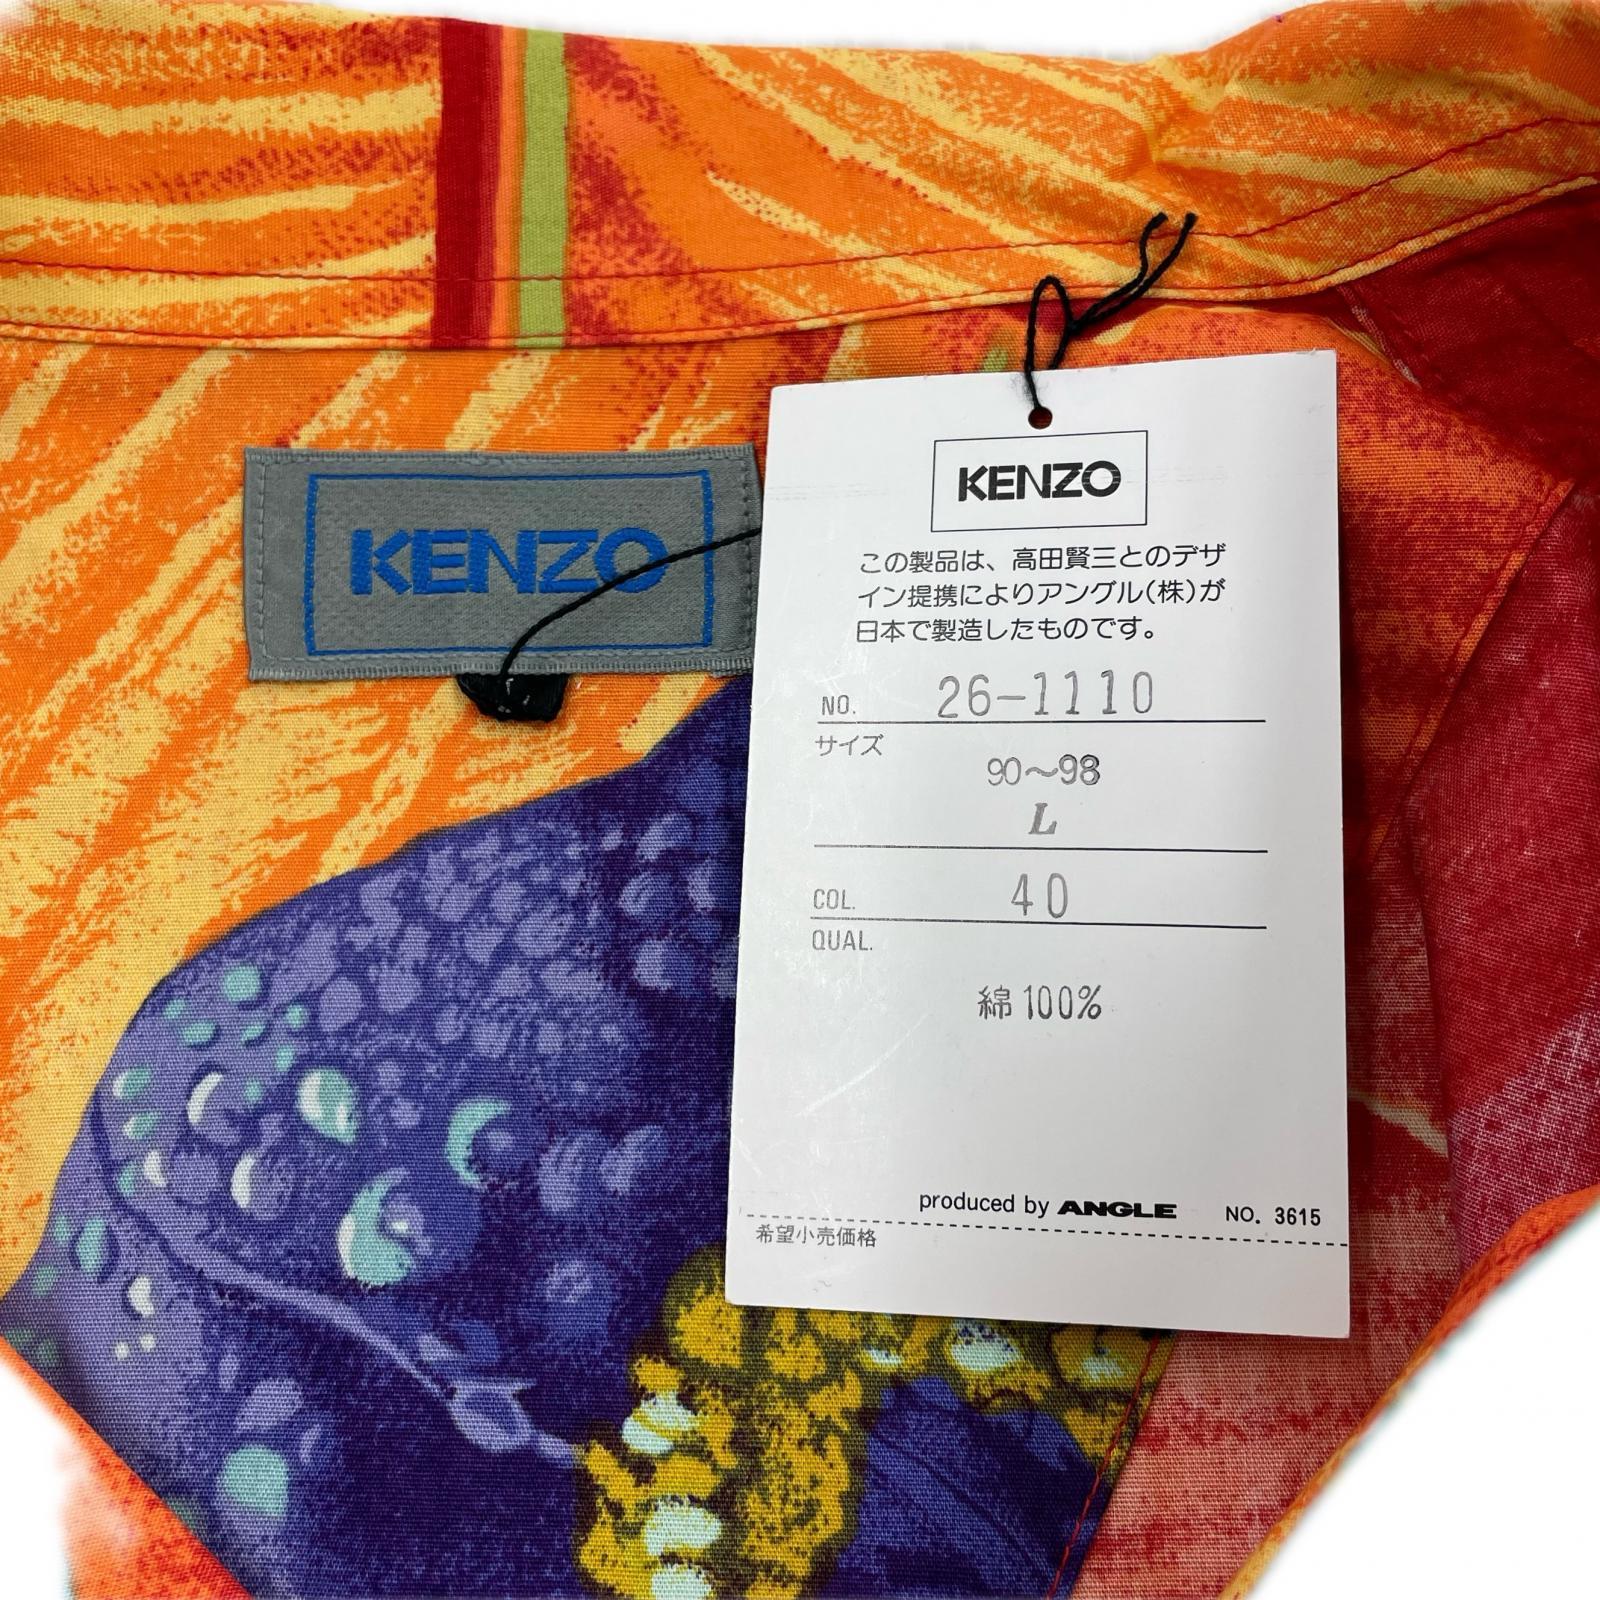 KENZO
KENZO
この製品は、高田賢三とのデザ
イン提携によりアングル(株)が
日本で製造したものです。
NO. 26-1110
サイズ
90〜98
L
COL. 40
QUAL.
綿 100%
produced by ANGLE NO. 3615
希望小売価格